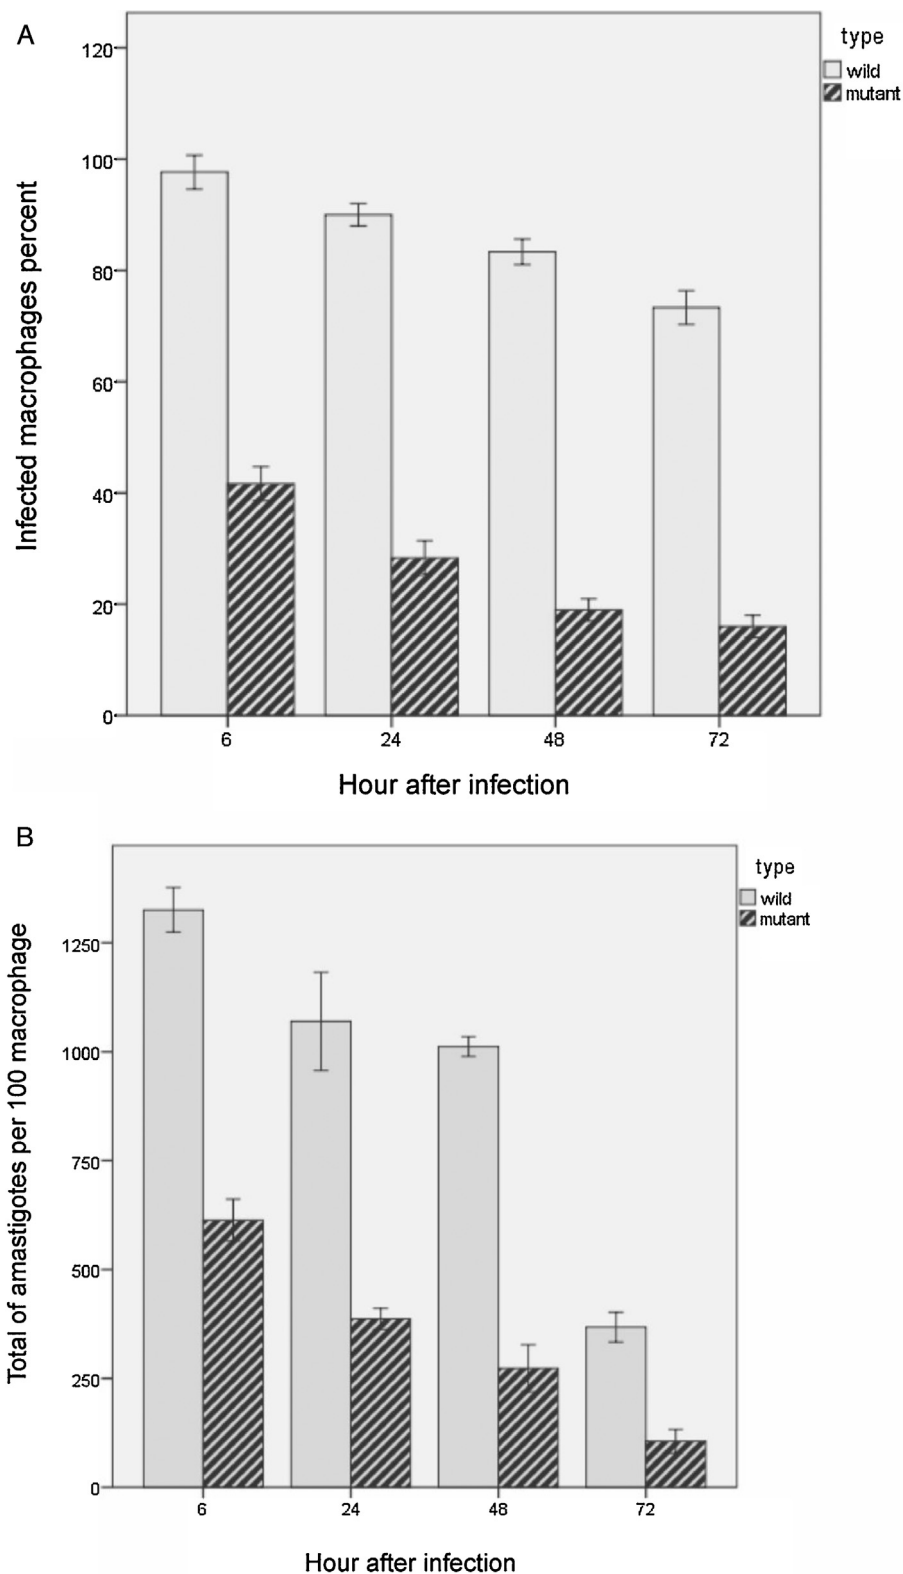 A
type
wild
mutant
120
100
80
60
40
20
0
Infected macrophages percent
6 24 48 72
Hour after infection
B
type
wild
mutant
1250
1000
750
500
250
0
Total of amastigotes per 100 macrophage
6 24 48 72
Hour after infection